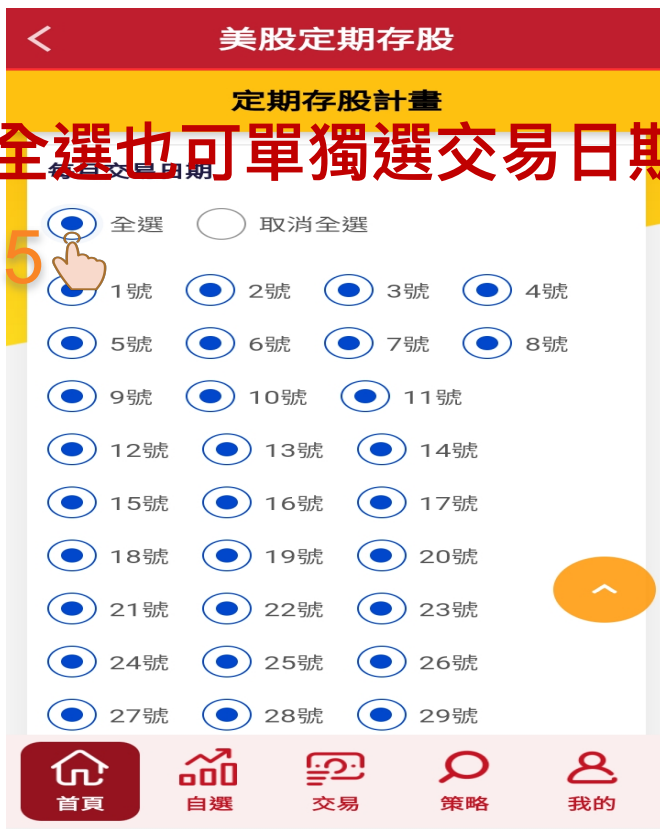 美股定期存股
定期存股計畫
全選也可單獨選交易日期
每月交易日期
全選 取消全選
5
1號 2號 3號 4號
5號 6號 7號 8號
9號 10號 11號
12號 13號 14號
15號 16號 17號
18號 19號 20號
21號 22號 23號
24號 25號 26號
27號 28號 29號
首頁 自選 交易 策略 我的